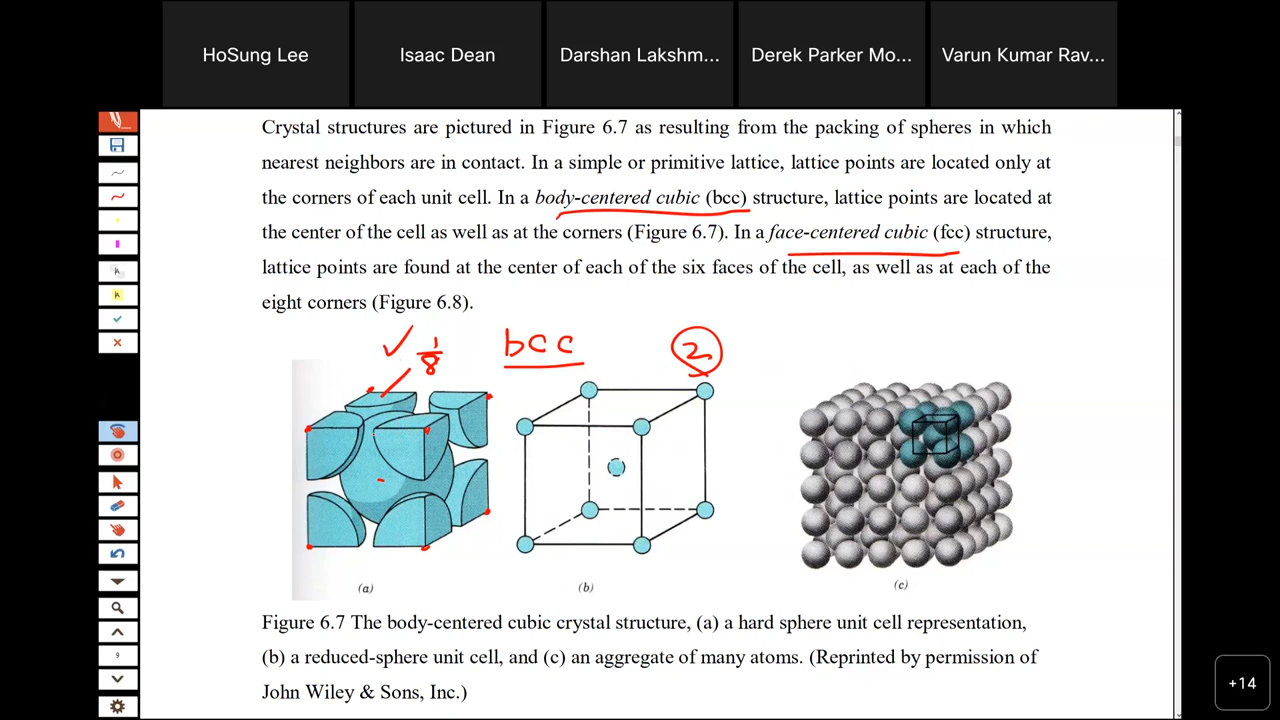 HoSung Lee
Isaac Dean
Darshan Lakshm...
Derek Parker Mo...
Varun Kumar Rav...
Crystal structures are pictured in Figure 6.7 as resulting from the packing of spheres in which
nearest neighbors are in contact. In a simple or primitive lattice, lattice points are located only at
the corners of each unit cell. In a body-centered cubic (bcc) structure, lattice points are located at
the center of the cell as well as at the corners (Figure 6.7). In a face-centered cubic (fcc) structure,
lattice points are found at the center of each of the six faces of the cell, as well as at each of the
eight corners (Figure 6.8).
1/8
bcc
2
(a)
(b)
(c)
Figure 6.7 The body-centered cubic crystal structure, (a) a hard sphere unit cell representation,
(b) a reduced-sphere unit cell, and (c) an aggregate of many atoms. (Reprinted by permission of
John Wiley & Sons, Inc.)
9
+14